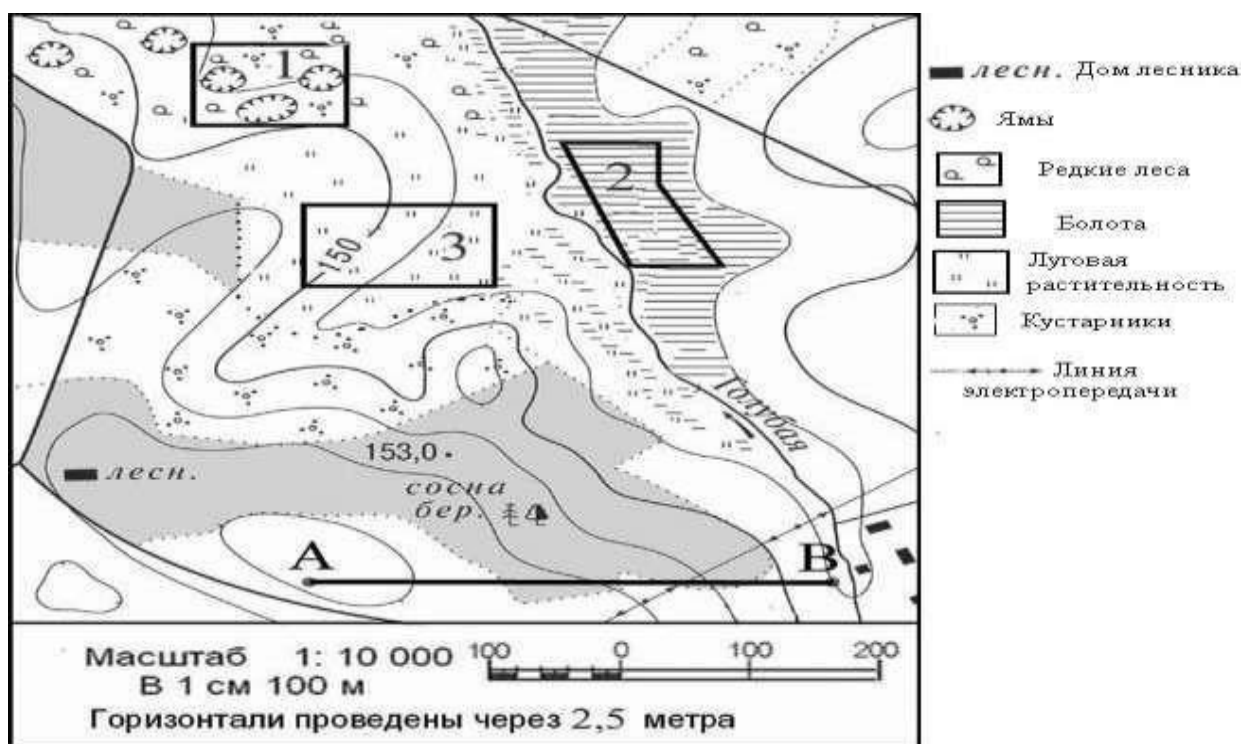 1
2
150
3
Голубая
153,0
лесн.
сосна
бер.
А
В
Масштаб 1: 10 000
В 1 см 100 м
100 0 100 200
Горизонтали проведены через 2,5 метра
лесн. Дом лесника
Ямы
Редкие леса
Болота
Луговая
растительность
Кустарники
Линия
электропередачи